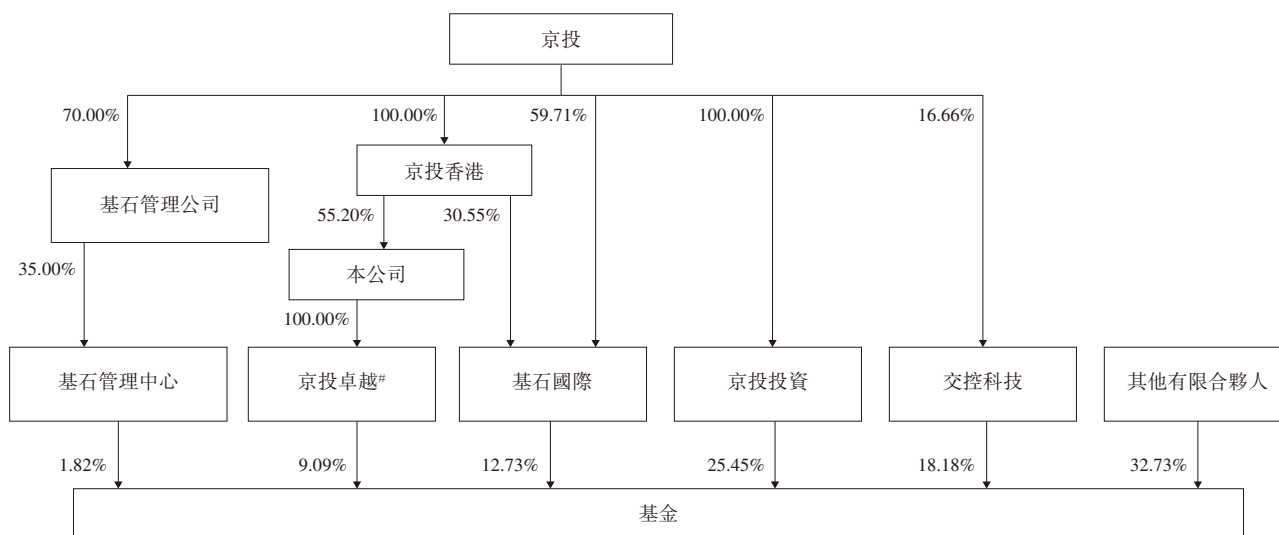 京投
70.00%
100.00%
59.71%
100.00%
16.66%
京投香港
基石管理公司
55.20%
30.55%
35.00%
本公司
100.00%
基石管理中心
京投卓越#
基石國際
京投投資
交控科技
其他有限合夥人
1.82%
9.09%
12.73%
25.45%
18.18%
32.73%
基金